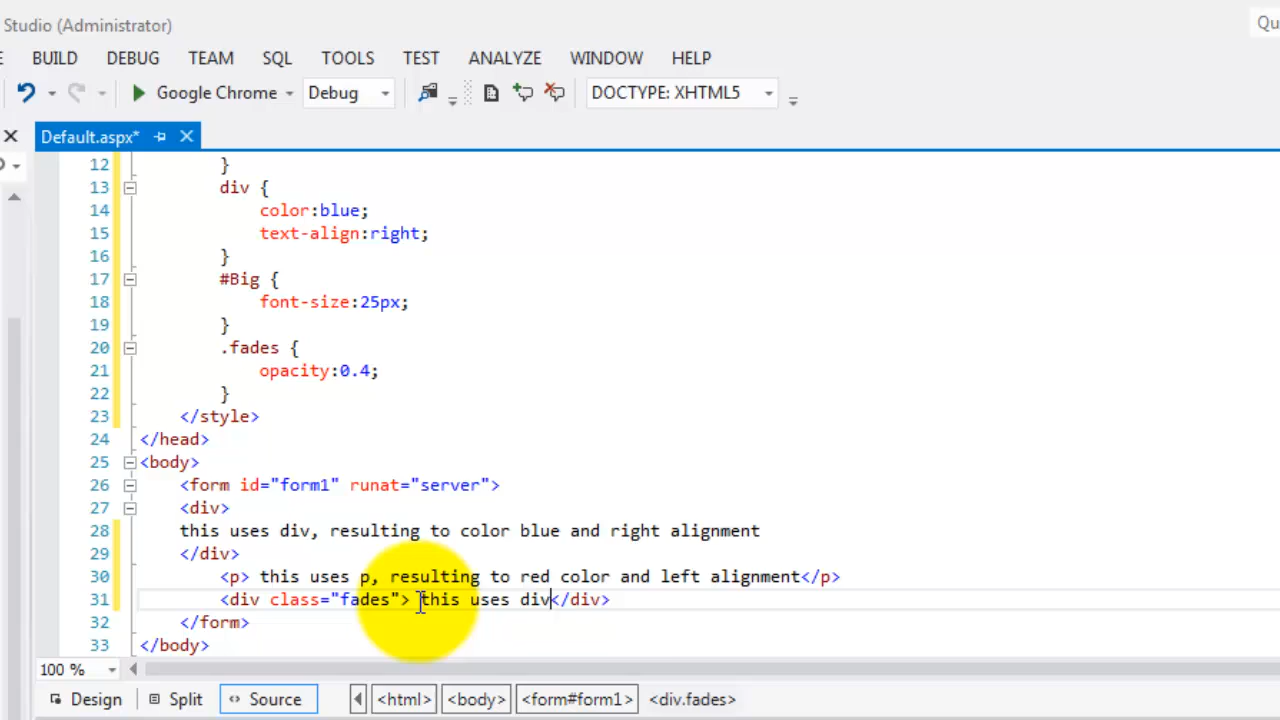 Studio (Administrator)
Qu
E BUILD DEBUG TEAM SQL TOOLS TEST ANALYZE WINDOW HELP
Google Chrome Debug DOCTYPE: XHTML5
Default.aspx*
12 }
13 div {
14 color:blue;
15 text-align:right;
16 }
17 #Big {
18 font-size:25px;
19 }
20 .fades {
21 opacity:0.4;
22 }
23 </style>
24 </head>
25 <body>
26 <form id="form1" runat="server">
27 <div>
28 this uses div, resulting to color blue and right alignment
29 </div>
30 <p> this uses p, resulting to red color and left alignment</p>
31 <div class="fades"> this uses div</div>
32 </form>
33 </body>
100 %
Design Split Source <html> <body> <form#form1> <div.fades>